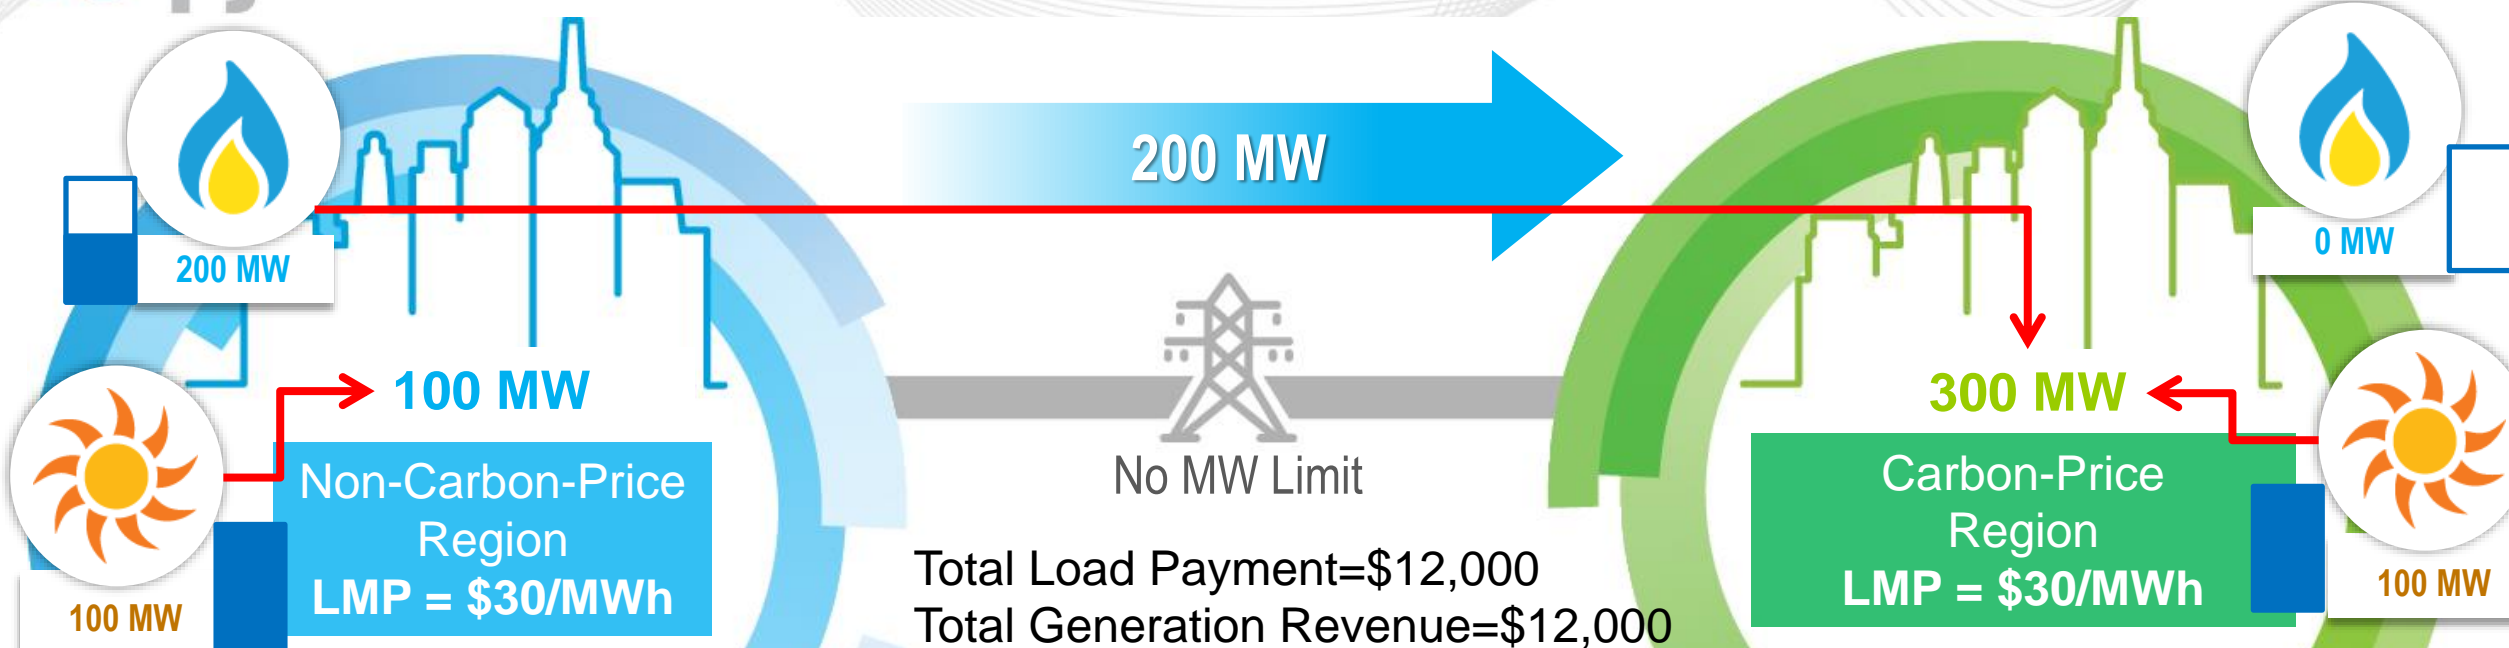 200 MW
200 MW
0 MW
100 MW
300 MW
No MW Limit
Non-Carbon-Price
Region
LMP = $30/MWh
Carbon-Price
Region
LMP = $30/MWh
100 MW
100 MW
Total Load Payment=$12,000
Total Generation Revenue=$12,000